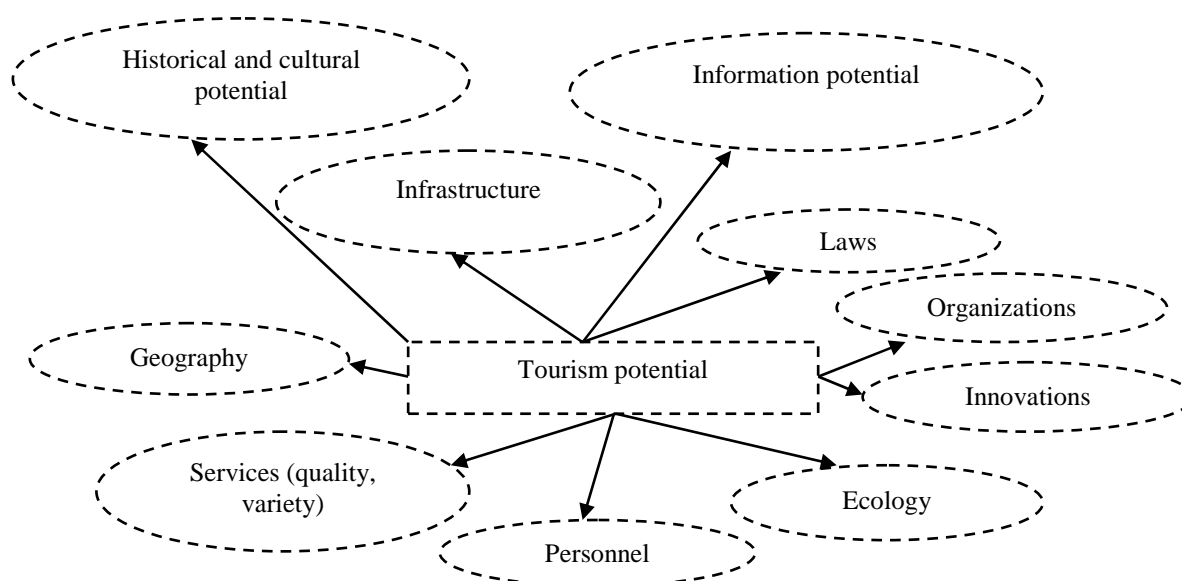 Historical and cultural
potential
Information potential
Infrastructure
Laws
Organizations
Geography
Tourism potential
Innovations
Services (quality,
variety)
Ecology
Personnel